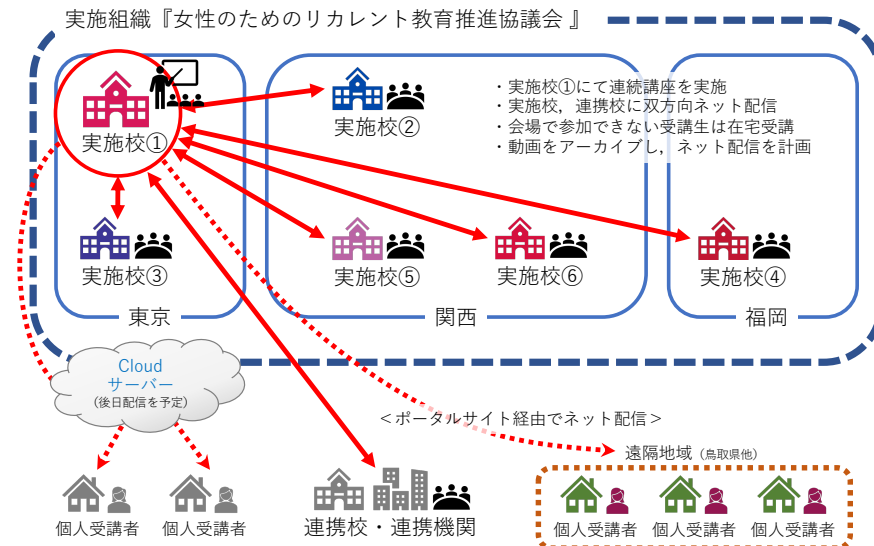 実施組織『女性のためのリカレント教育推進協議会 』
・実施校①にて連続講座を実施
・実施校，連携校に双方向ネット配信
・会場で参加できない受講生は在宅受講
・動画をアーカイブし，ネット配信を計画
実施校①
実施校②
実施校③
実施校⑤
実施校⑥
実施校④
東京
関西
福岡
Cloud
サーバー
（後日配信を予定）
＜ポータルサイト経由でネット配信＞
遠隔地域（鳥取県他）
個人受講者
個人受講者
連携校・連携機関
個人受講者
個人受講者
個人受講者